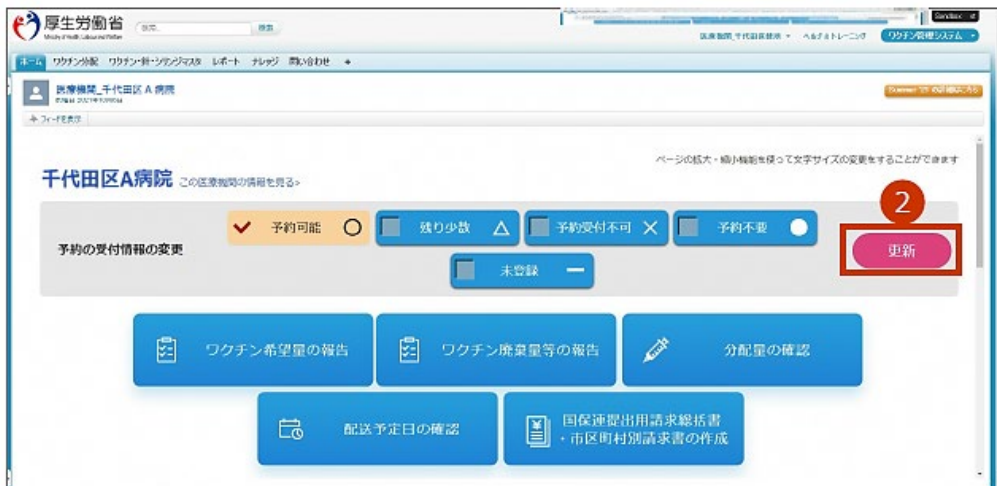 厚生労働省
検索
Sandbox
ヘルプ&トレーニング
ワクチン管理システム
ホーム ワクチン分配 ワクチン・針・シリンジマスタ レポート ナレッジ 問い合わせ +
医療機関_千代田区 A 病院
フィードを表示
ページの拡大・縮小機能を使って文字サイズの変更をすることができます
千代田区A病院 この医療機関の情報を見る>
2
予約の受付情報の変更
予約可能 残り少数 予約受付不可 予約不要
未登録
更新
ワクチン希望量の報告
ワクチン廃棄量等の報告
分配量の確認
配送予定日の確認
国保連提出用請求総括書
・市区町村別請求書の作成